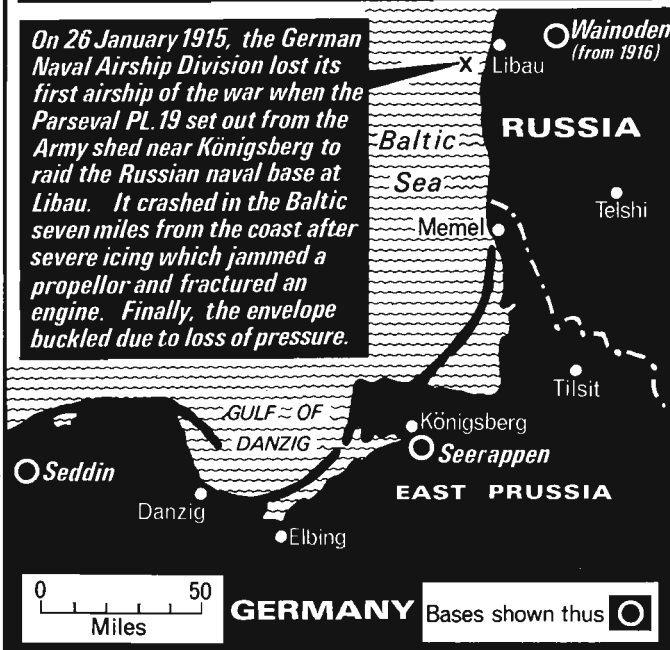 On 26 January 1915, the German
Naval Airship Division lost its
first airship of the war when the
Parseval PL.19 set out from the
Army shed near Königsberg to
raid the Russian naval base at
Libau. It crashed in the Baltic
seven miles from the coast after
severe icing which jammed a
propellor and fractured an
engine. Finally, the envelope
buckled due to loss of pressure.
Wainoden
(from 1916)
X
Libau
RUSSIA
Baltic
Sea
Telshi
Memel
Tilsit
GULF OF
DANZIG
Königsberg
Seerappen
Seddin
EAST PRUSSIA
Danzig
Elbing
0 50
Miles
GERMANY
Bases shown thus